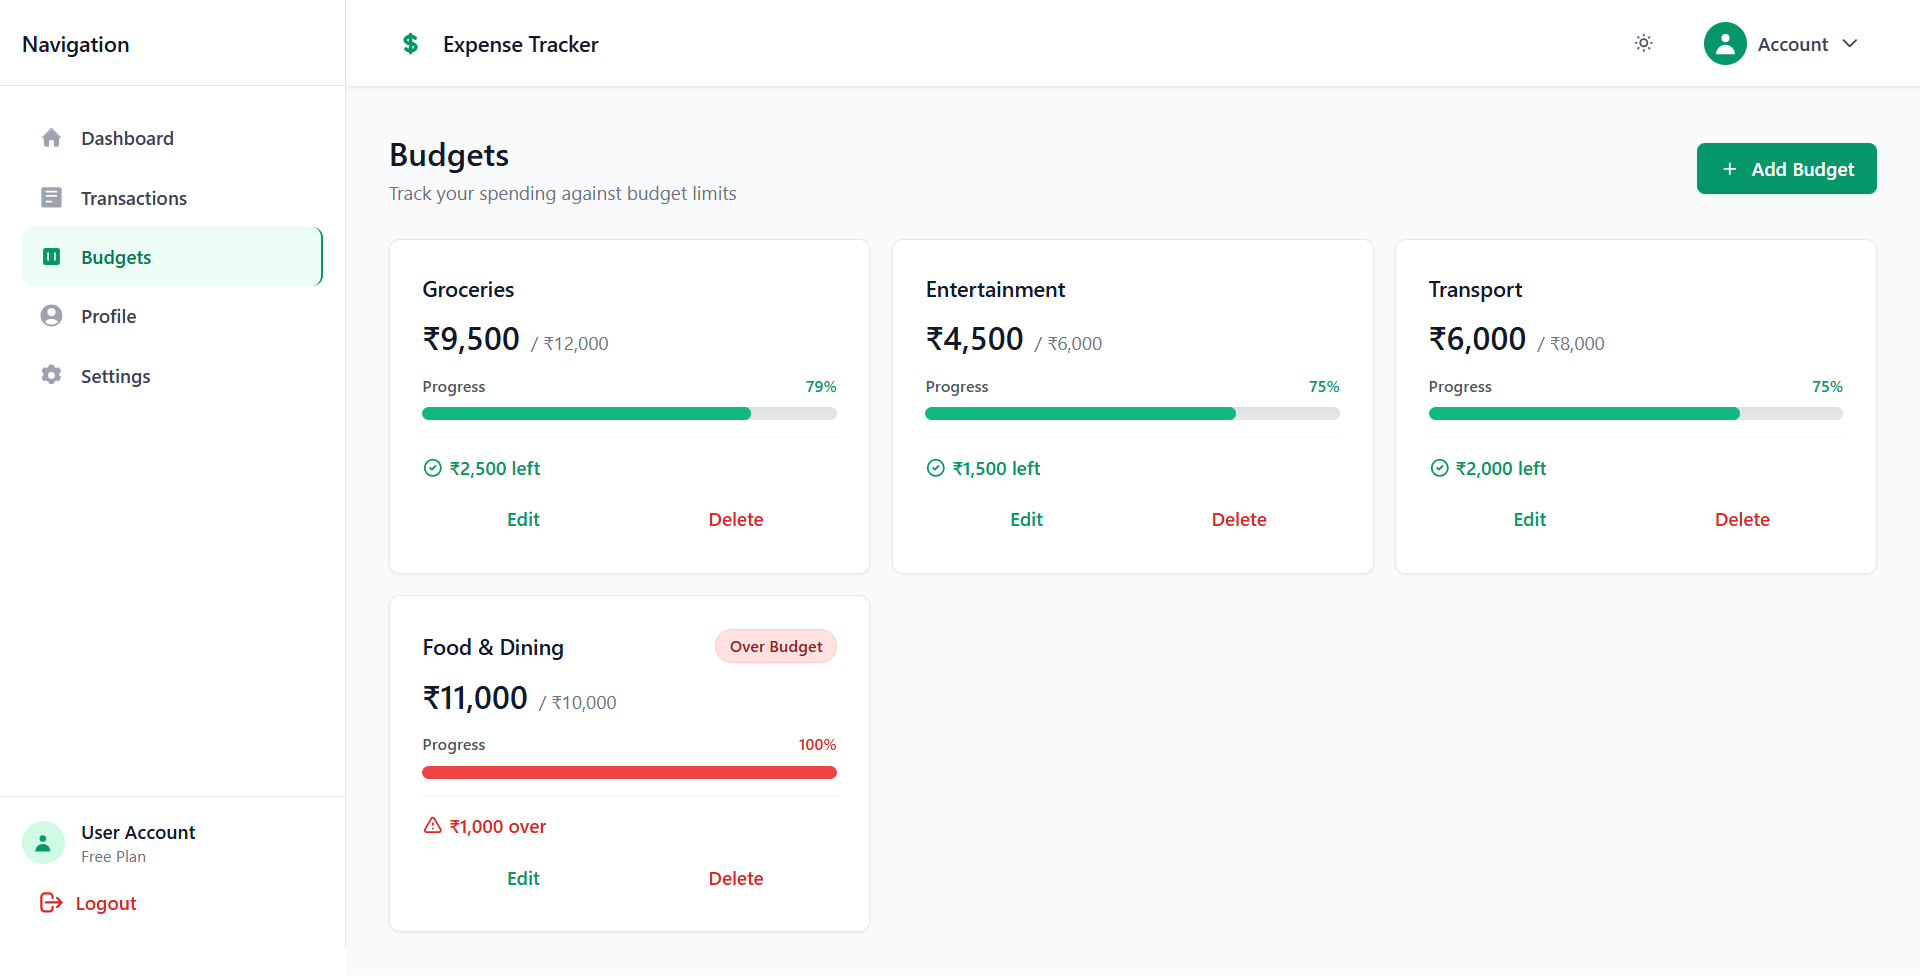 Navigation
Dashboard
Transactions
Budgets
Profile
Settings
User Account
Free Plan
Logout
$ Expense Tracker
Account
Budgets
Track your spending against budget limits
+ Add Budget
Groceries
₹9,500 / ₹12,000
Progress 79%
₹2,500 left
Edit Delete
Entertainment
₹4,500 / ₹6,000
Progress 75%
₹1,500 left
Edit Delete
Transport
₹6,000 / ₹8,000
Progress 75%
₹2,000 left
Edit Delete
Food & Dining Over Budget
₹11,000 / ₹10,000
Progress 100%
₹1,000 over
Edit Delete